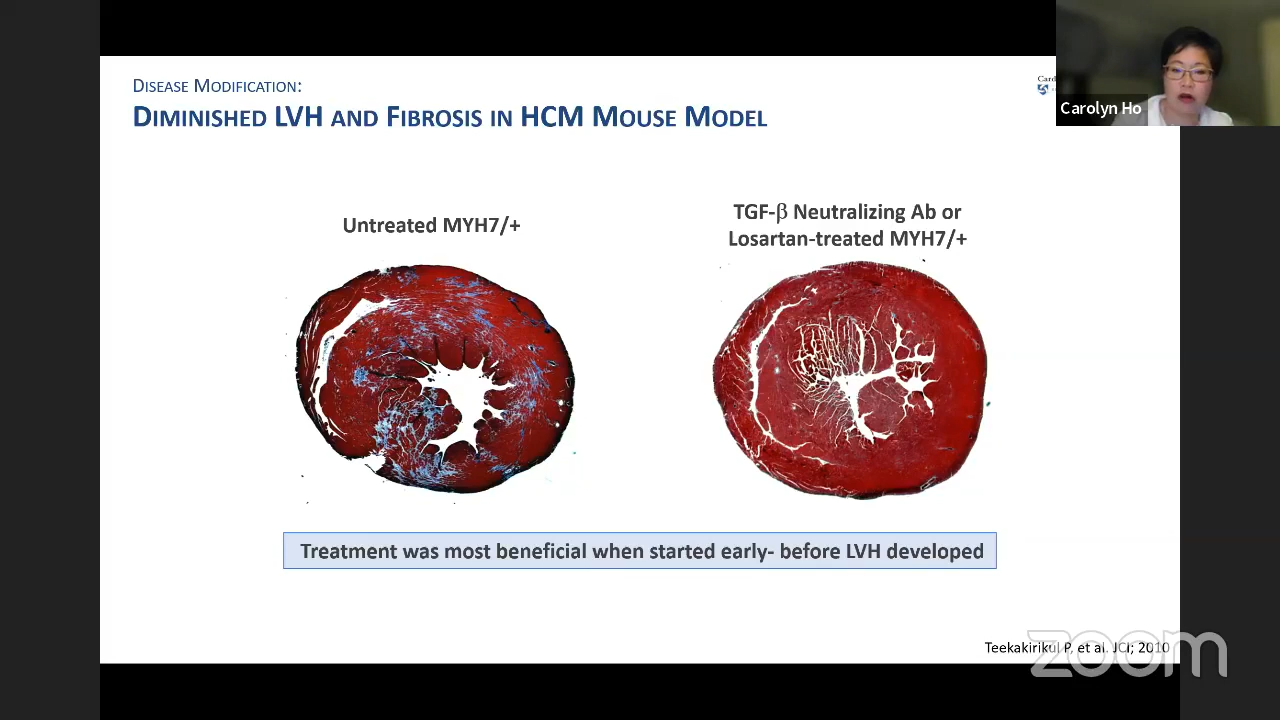 DISEASE MODIFICATION:
DIMINISHED LVH AND FIBROSIS IN HCM MOUSE MODEL
Card
Carolyn Ho
Untreated MYH7/+
TGF-β Neutralizing Ab or
Losartan-treated MYH7/+
Treatment was most beneficial when started early- before LVH developed
Teekakirikul P, et al. JCI; 2010
zoom